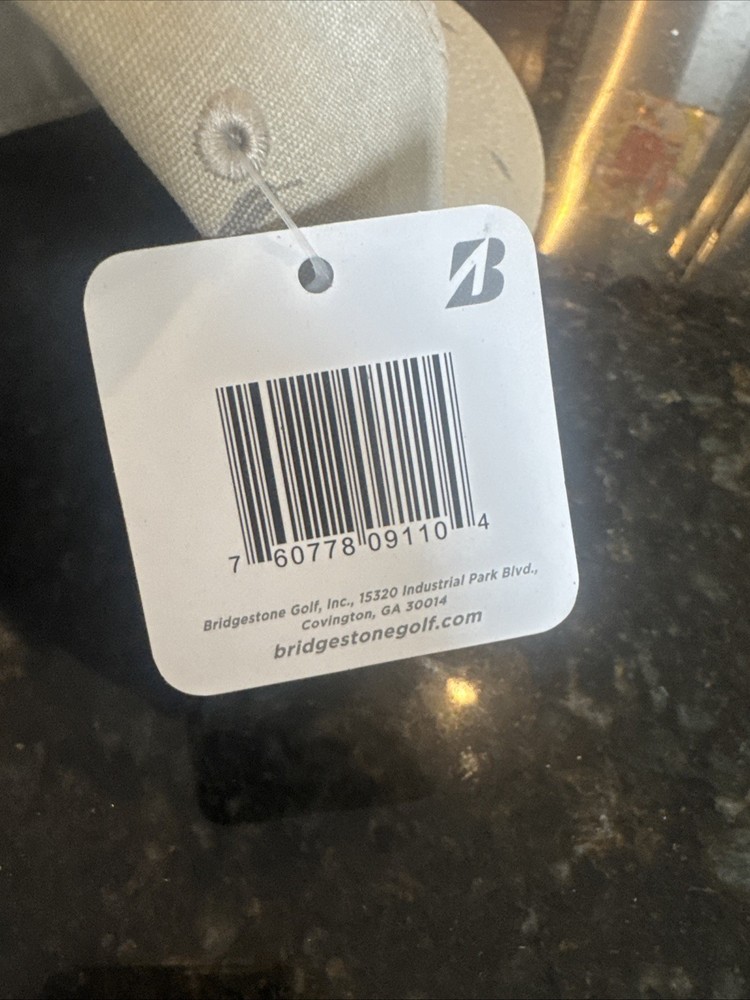 B
7 60778 09110 4
Bridgestone Golf, Inc., 15320 Industrial Park Blvd.,
Covington, GA 30014
bridgestonegolf.com